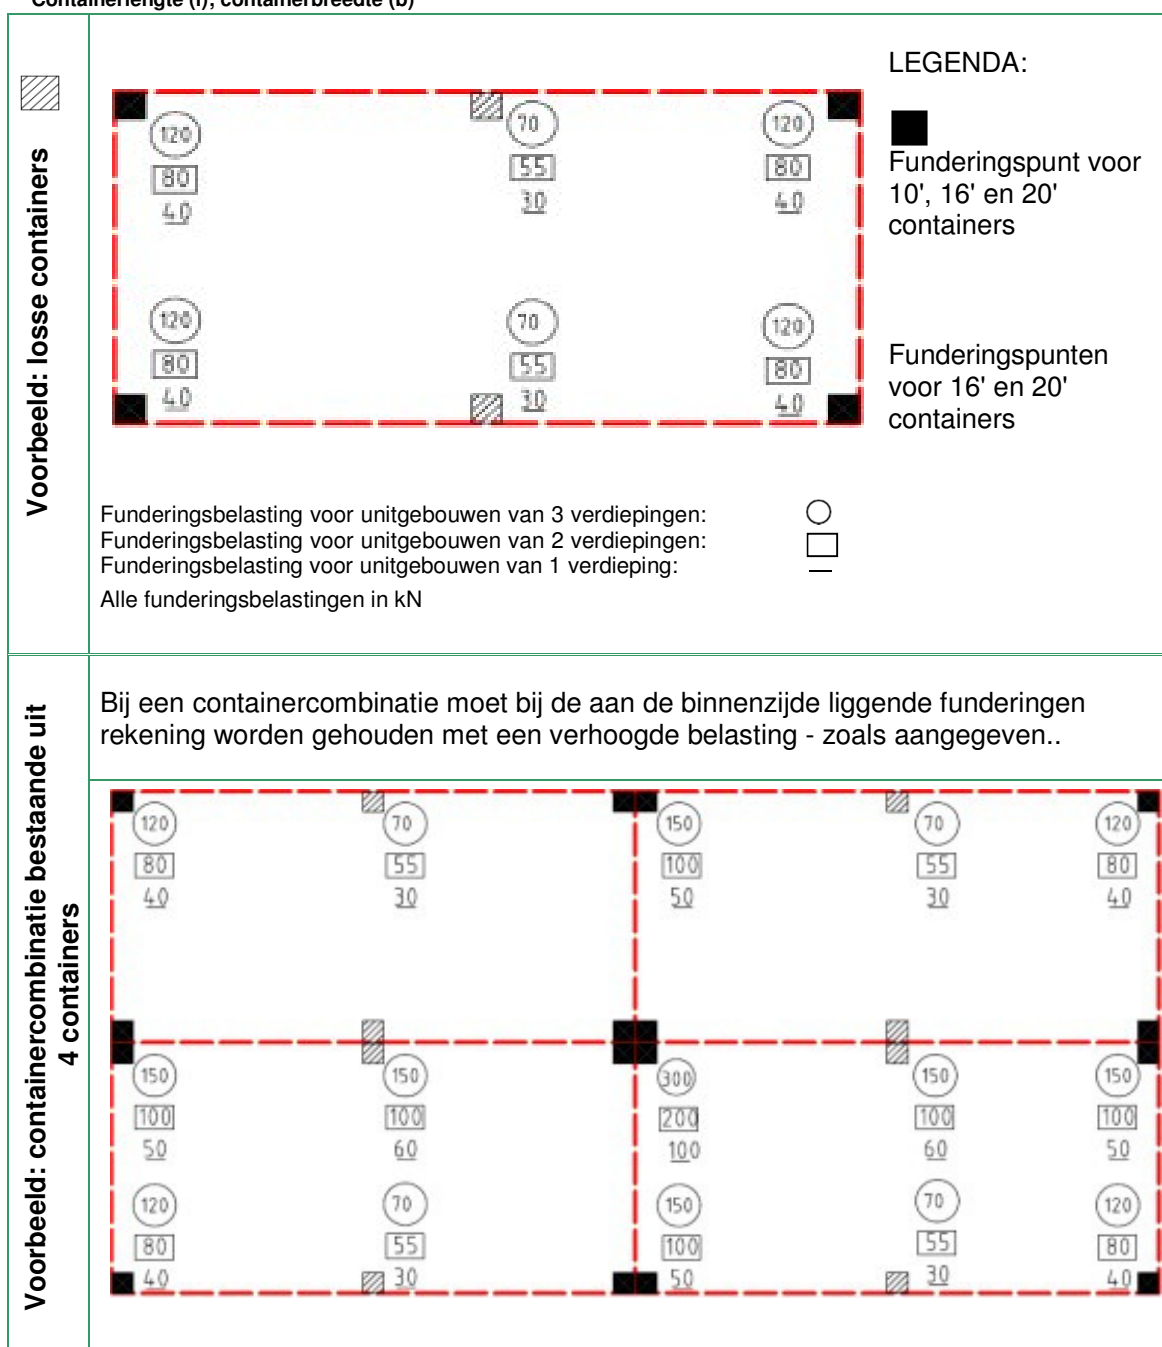 Containerlengte (l), containerbreedte (b)
Voorbeeld: losse containers
120 70 120
80 55 80
40 30 40
120 70 120
80 55 80
40 30 40
LEGENDA:
Funderingspunt voor
10', 16' en 20'
containers
Funderingspunten
voor 16' en 20'
containers
Funderingsbelasting voor unitgebouwen van 3 verdiepingen:
Funderingsbelasting voor unitgebouwen van 2 verdiepingen:
Funderingsbelasting voor unitgebouwen van 1 verdieping:
Alle funderingsbelastingen in kN
Voorbeeld: containercombinatie bestaande uit
4 containers
Bij een containercombinatie moet bij de aan de binnenzijde liggende funderingen
rekening worden gehouden met een verhoogde belasting - zoals aangegeven..
120 70 150 70 120
80 55 100 55 80
40 30 50 30 40
150 150 300 150 150
100 100 200 100 100
50 60 100 60 50
120 70 150 70 120
80 55 100 55 80
40 30 50 30 40